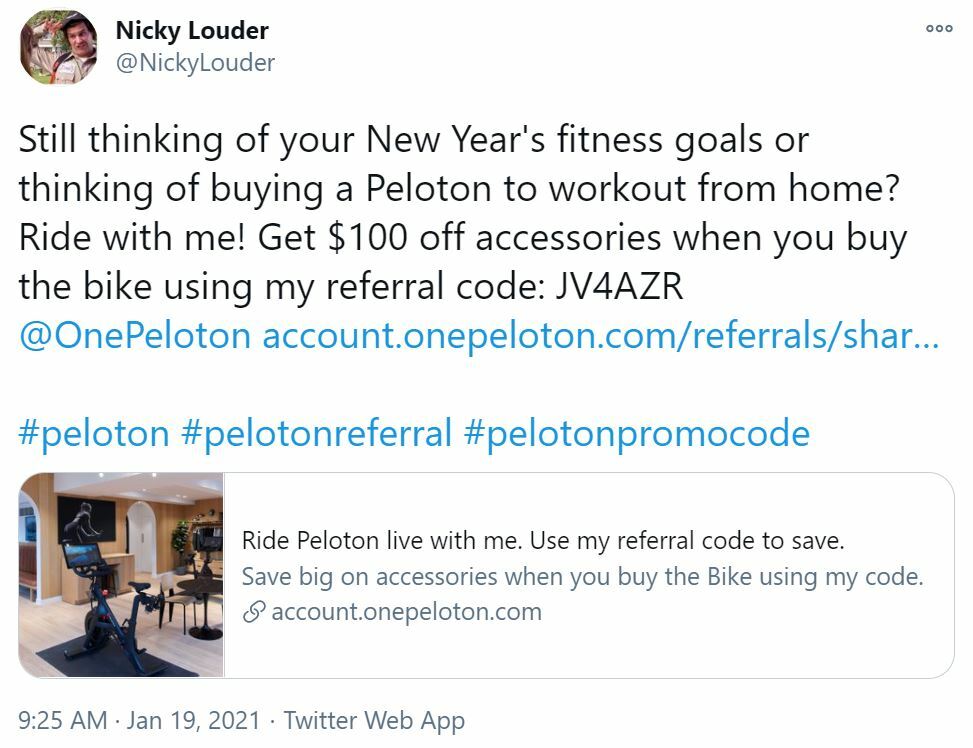 Nicky Louder
@NickyLouder
Still thinking of your New Year's fitness goals or
thinking of buying a Peloton to workout from home?
Ride with me! Get $100 off accessories when you buy
the bike using my referral code: JV4AZR
@OnePeloton account.onepeloton.com/referrals/shar...
#peloton #pelotonreferral #pelotonpromocode
Ride Peloton live with me. Use my referral code to save.
Save big on accessories when you buy the Bike using my code.
account.onepeloton.com
9:25 AM · Jan 19, 2021 · Twitter Web App